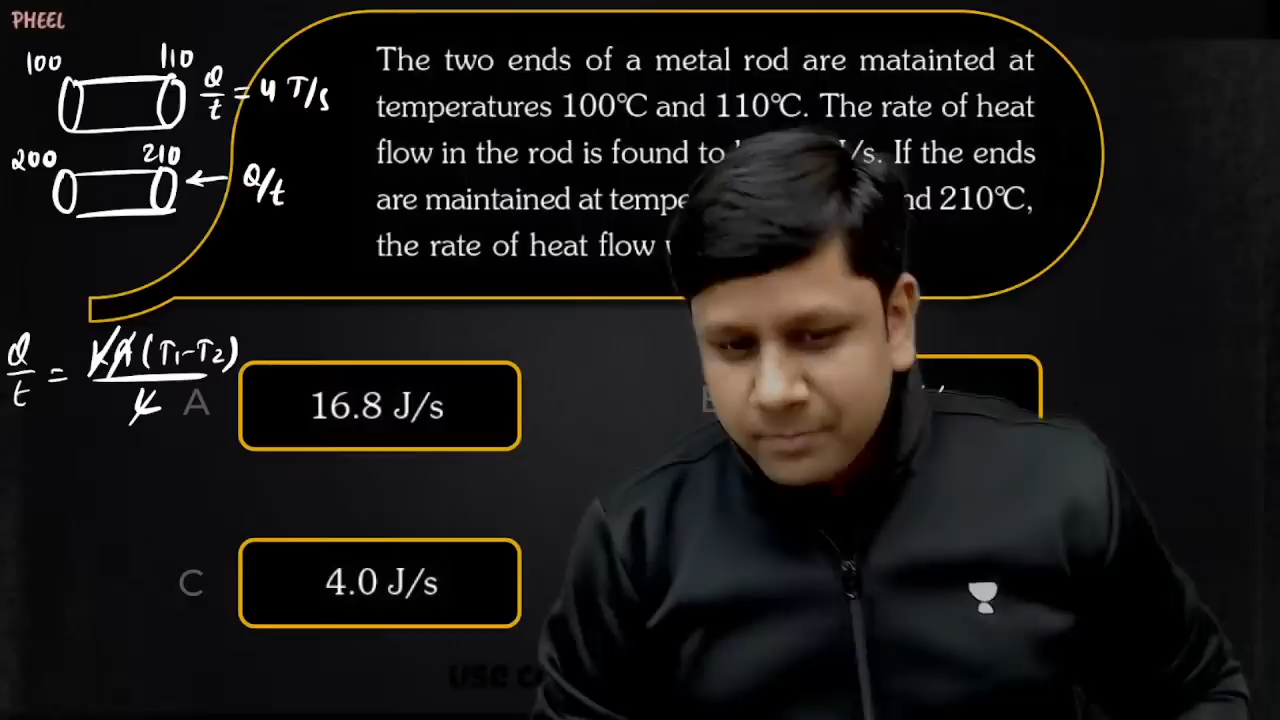 PHEEL
100 110 Q/t = 4 J/s
200 210 ← Q/t
The two ends of a metal rod are matainted at
temperatures 100°C and 110°C. The rate of heat
flow in the rod is found to /s. If the ends
are maintained at tempe nd 210°C,
the rate of heat flow
Q/t = KA(T1-T2)/
A 16.8 J/s
C 4.0 J/s
use